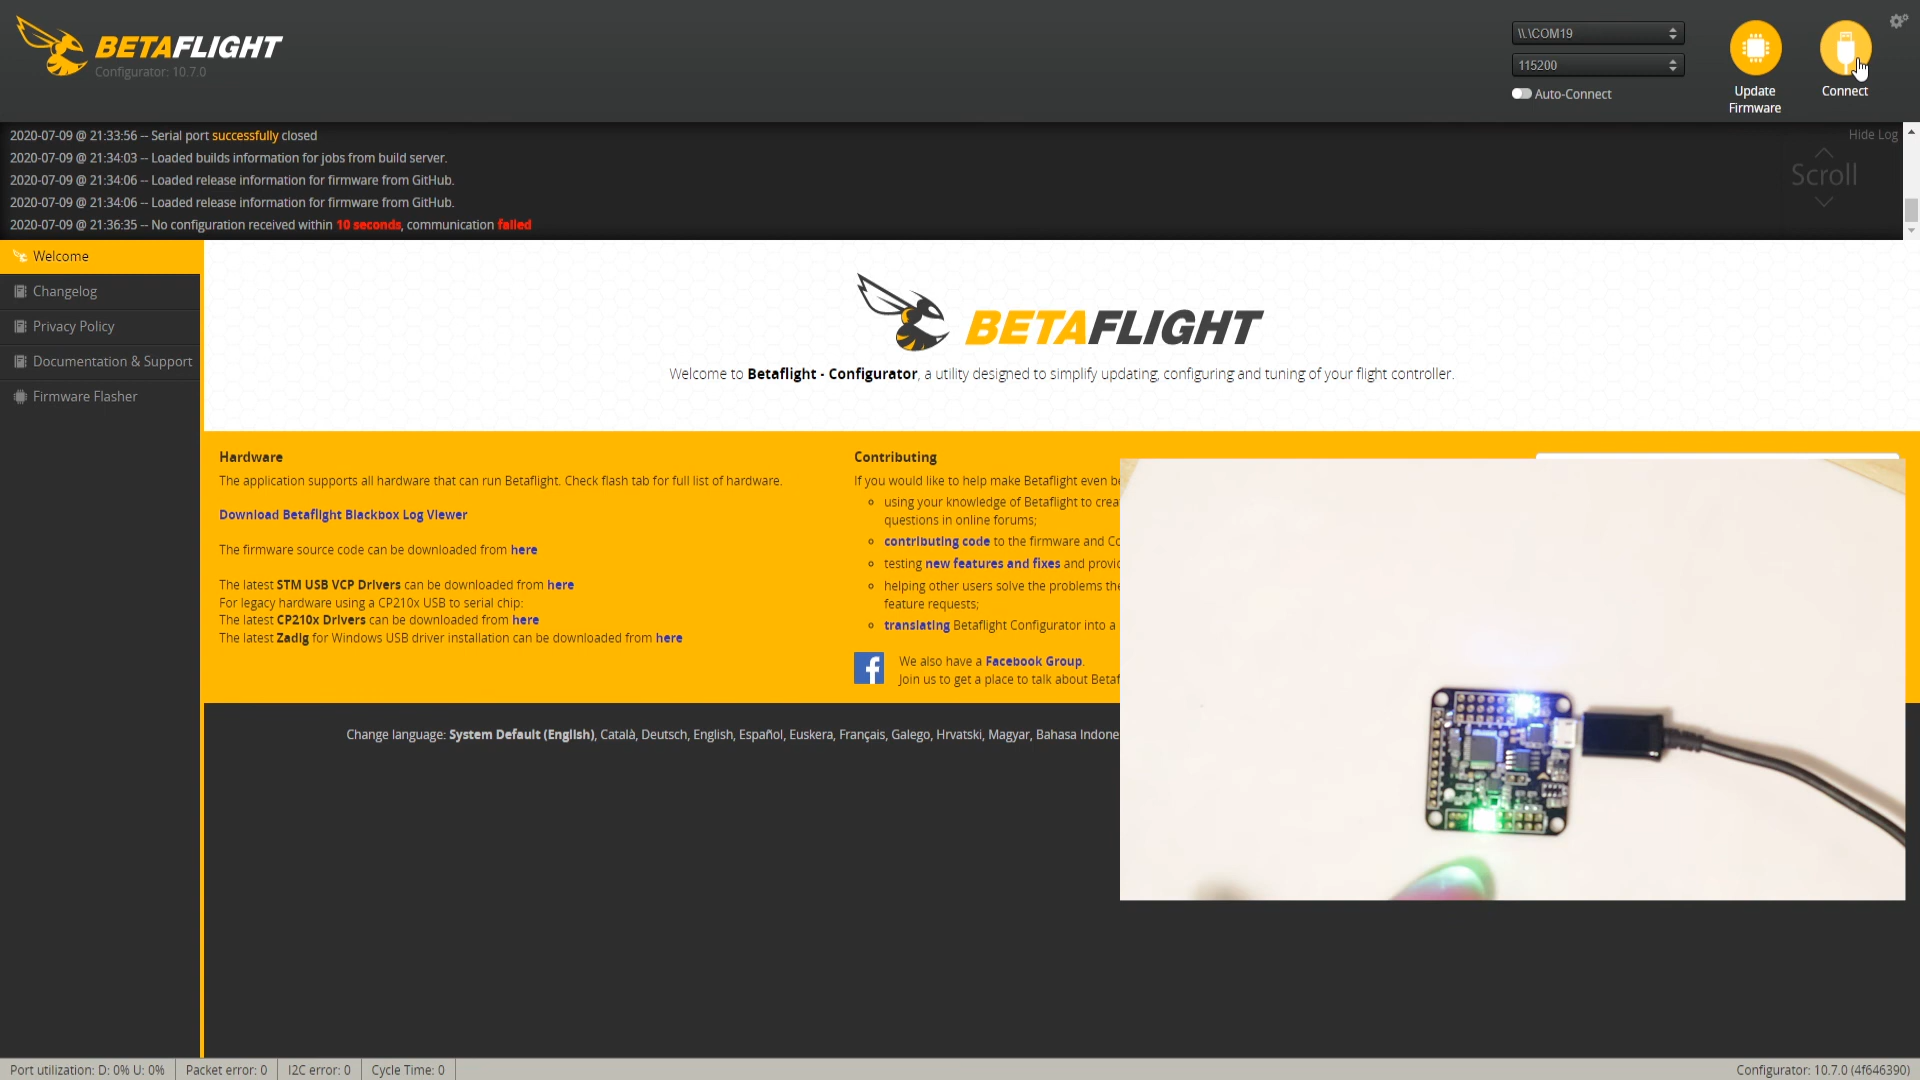 BETAFLIGHT
Configurator: 10.7.0
\\.\COM19
115200
Auto-Connect
Update
Firmware
Connect
2020-07-09 @ 21:33:56 -- Serial port successfully closed
2020-07-09 @ 21:34:03 -- Loaded builds information for jobs from build server.
2020-07-09 @ 21:34:06 -- Loaded release information for firmware from GitHub.
2020-07-09 @ 21:34:06 -- Loaded release information for firmware from GitHub.
2020-07-09 @ 21:36:35 -- No configuration received within 10 seconds, communication failed
Hide Log
Scroll
Welcome
Changelog
Privacy Policy
Documentation & Support
Firmware Flasher
BETAFLIGHT
Welcome to Betaflight - Configurator, a utility designed to simplify updating, configuring and tuning of your flight controller.
Hardware
The application supports all hardware that can run Betaflight. Check flash tab for full list of hardware.
Download Betaflight Blackbox Log Viewer
The firmware source code can be downloaded from here
The latest STM USB VCP Drivers can be downloaded from here
For legacy hardware using a CP210x USB to serial chip:
The latest CP210x Drivers can be downloaded from here
The latest Zadig for Windows USB driver installation can be downloaded from here
Contributing
If you would like to help make Betaflight even be
using your knowledge of Betaflight to crea
questions in online forums;
contributing code to the firmware and Co
testing new features and fixes and provid
helping other users solve the problems the
feature requests;
translating Betaflight Configurator into a
We also have a Facebook Group.
Join us to get a place to talk about Betaf
Change language: System Default (English), Català, Deutsch, English, Español, Euskera, Français, Galego, Hrvatski, Magyar, Bahasa Indone
Port utilization: D: 0% U: 0%
Packet error: 0
I2C error: 0
Cycle Time: 0
Configurator: 10.7.0 (4f646390)